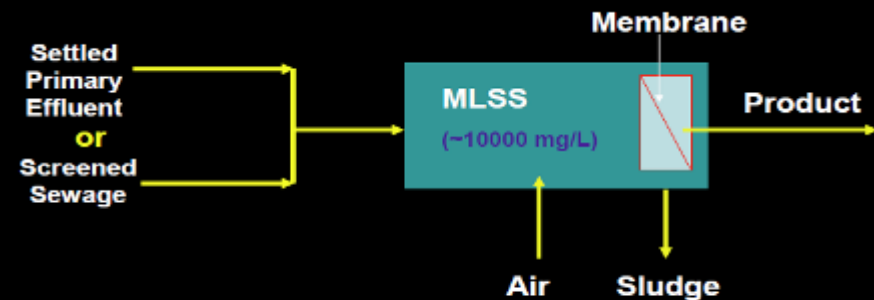 Settled
Primary
Effluent
or
Screened
Sewage
MLSS
(~10000 mg/L)
Membrane
Product
Air
Sludge